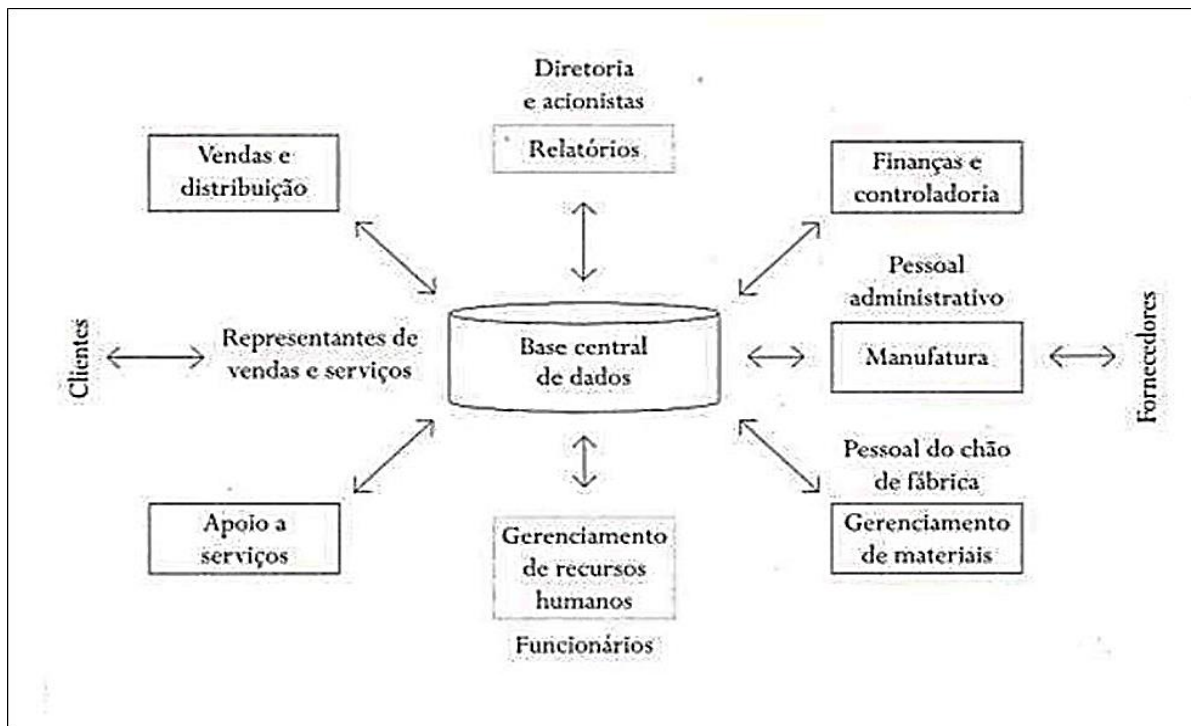 Diretoria
e acionistas
Relatórios
Vendas e
distribuição
Finanças e
controladoria
Pessoal
administrativo
Clientes
Representantes de
vendas e serviços
Base central
de dados
Manufatura
Fornecedores
Pessoal do chão
de fábrica
Apoio a
serviços
Gerenciamento
de recursos
humanos
Gerenciamento
de materiais
Funcionários